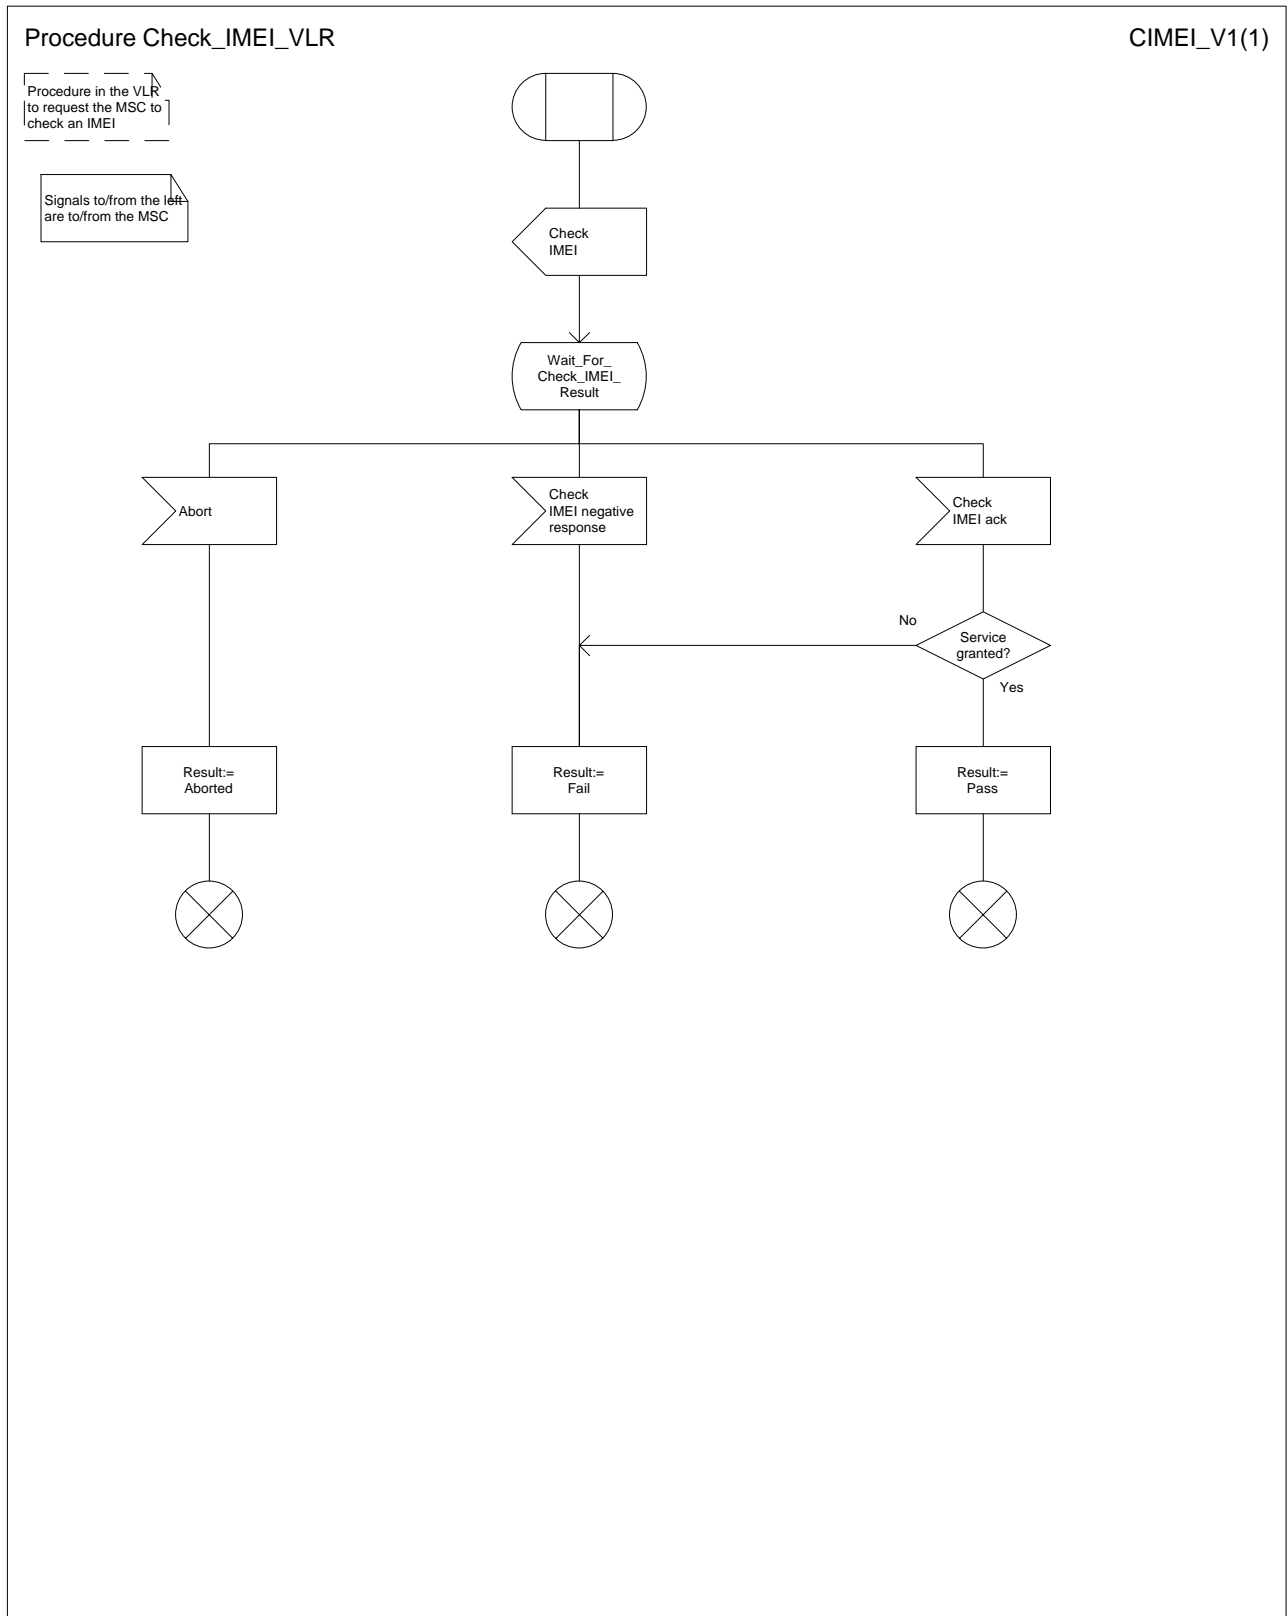 Procedure Check_IMEI_VLR
CIMEI_V1(1)
Procedure in the VLR
to request the MSC to
check an IMEI
Signals to/from the left
are to/from the MSC
Check
IMEI
Wait_For_
Check_IMEI_
Result
Abort
Check
IMEI negative
response
Check
IMEI ack
No
Service
granted?
Yes
Result:=
Aborted
Result:=
Fail
Result:=
Pass